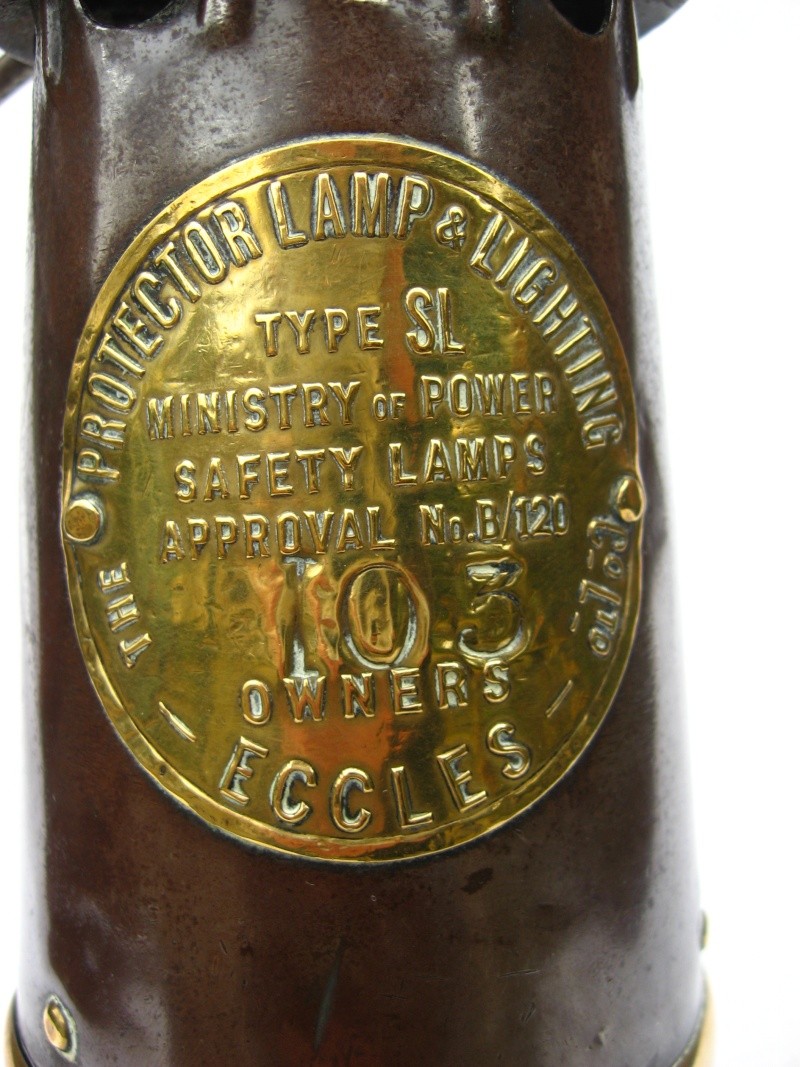 THE PROTECTOR LAMP & LIGHTING Co. LTD.
TYPE SL
MINISTRY OF POWER
SAFETY LAMPS
APPROVAL No. B/120
103
OWNERS
ECCLES